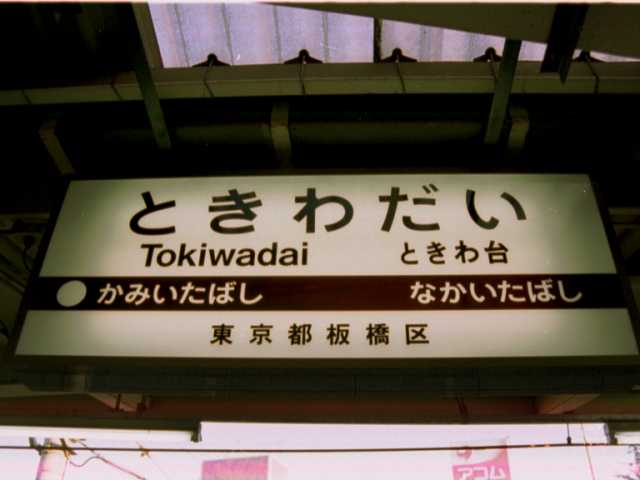 ときわだい
Tokiwadai ときわ台
かみいたばし なかいたばし
東京都板橋区
アコム